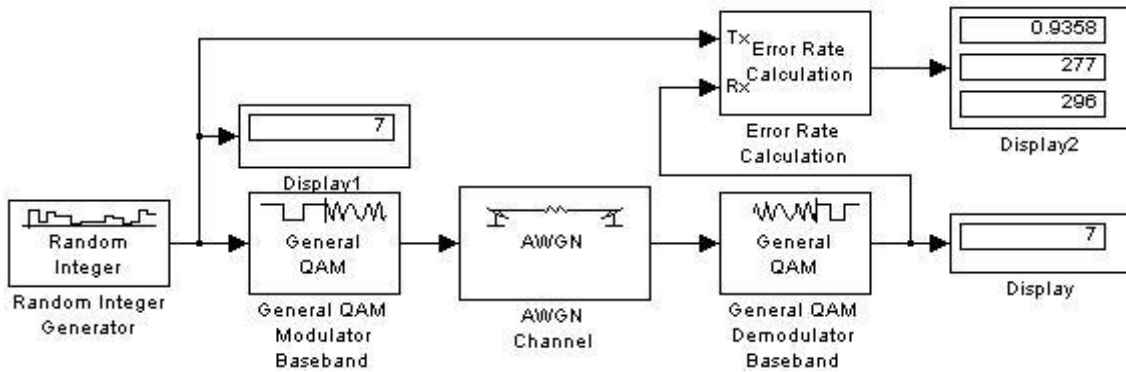 Tx
Rx
Error Rate
Calculation
Error Rate
Calculation
0.9358
277
296
Display2
7
Display1
Random
Integer
Random Integer
Generator
General
QAM
General QAM
Modulator
Baseband
AWGN
AWGN
Channel
General
QAM
General QAM
Demodulator
Baseband
7
Display